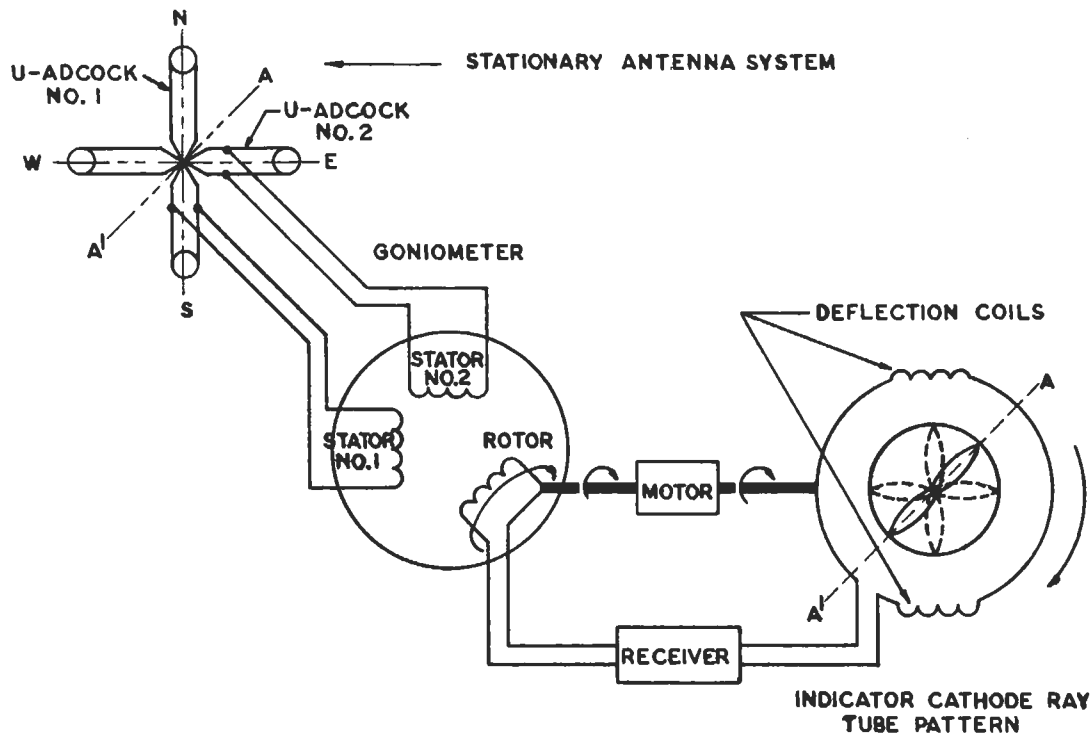 N
U-ADCOCK
NO. 1
STATIONARY ANTENNA SYSTEM
A
U-ADCOCK
NO. 2
W
E
A'
GONIOMETER
S
DEFLECTION COILS
STATOR
NO.2
A
ROTOR
STATOR
NO.1
MOTOR
A'
RECEIVER
INDICATOR CATHODE RAY
TUBE PATTERN